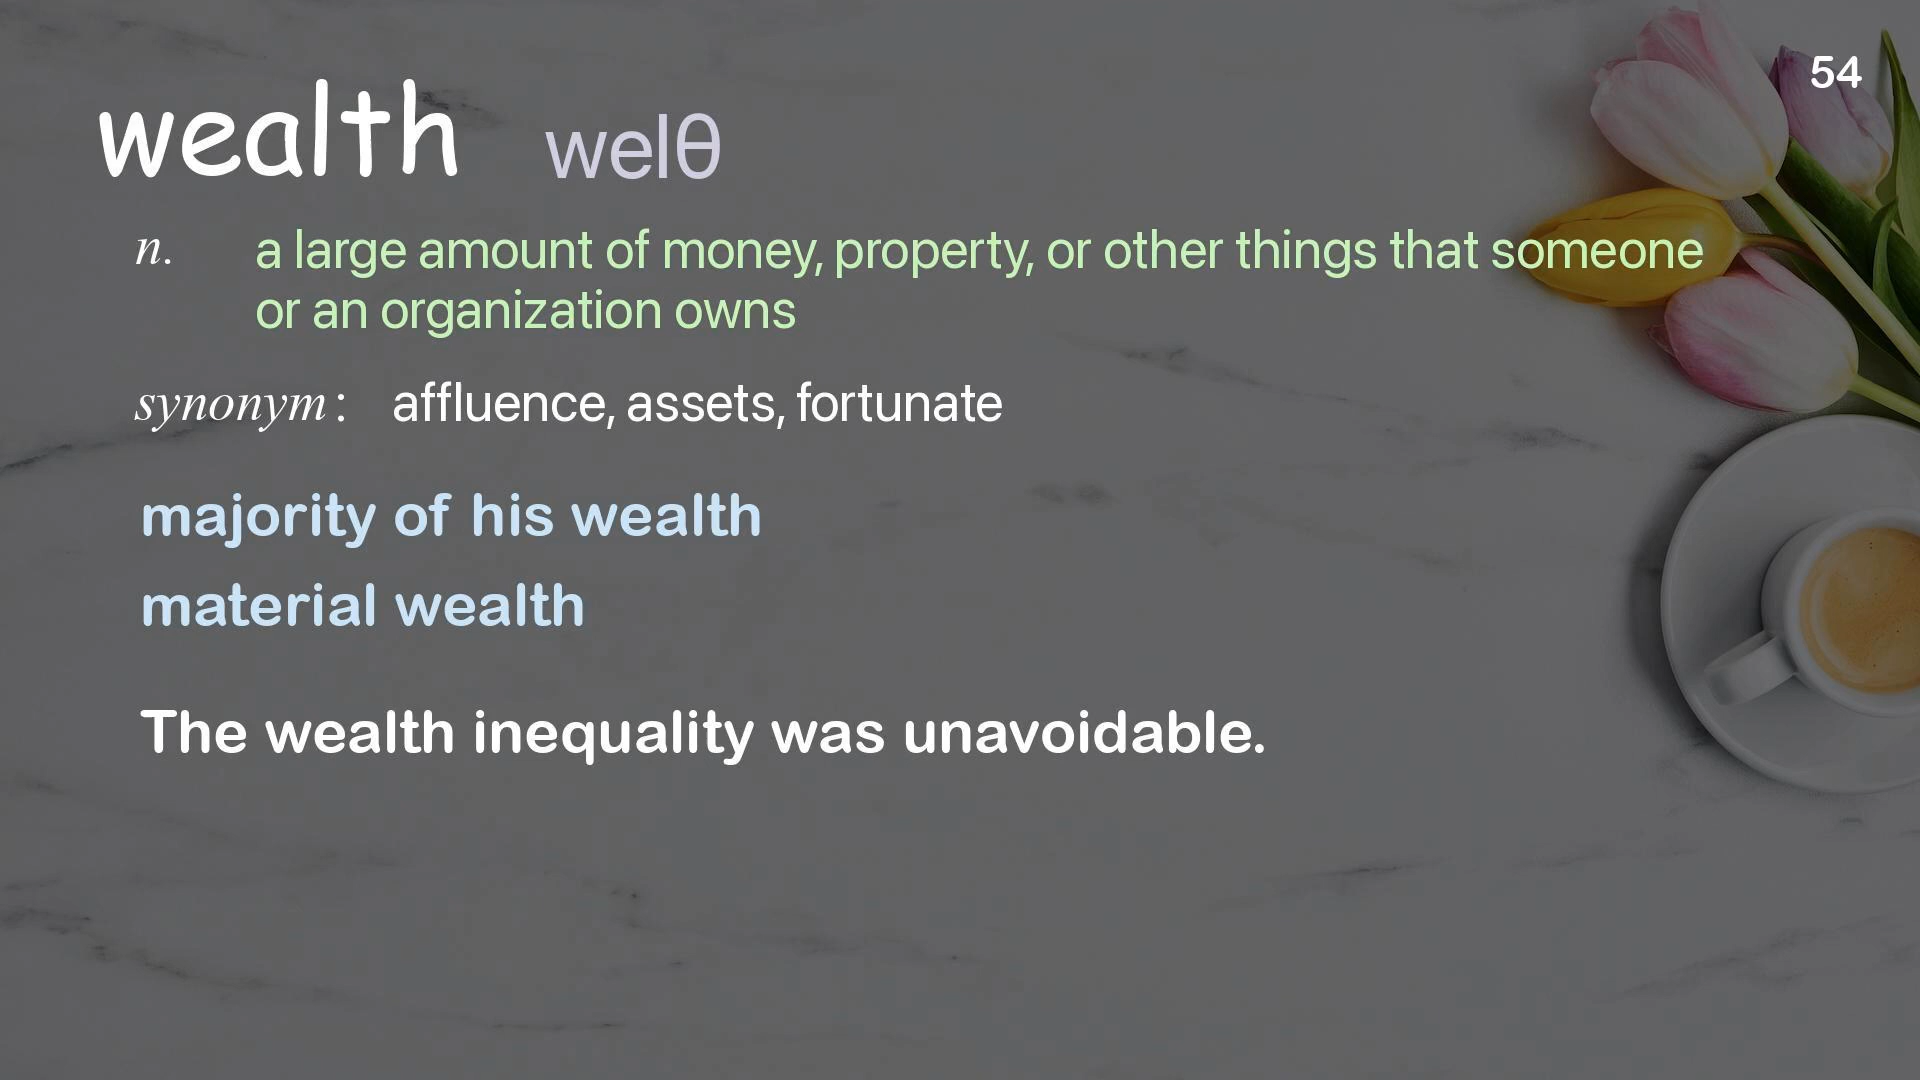 54
wealth welθ
n. a large amount of money, property, or other things that someone
or an organization owns
synonym: affluence, assets, fortunate
majority of his wealth
material wealth
The wealth inequality was unavoidable.